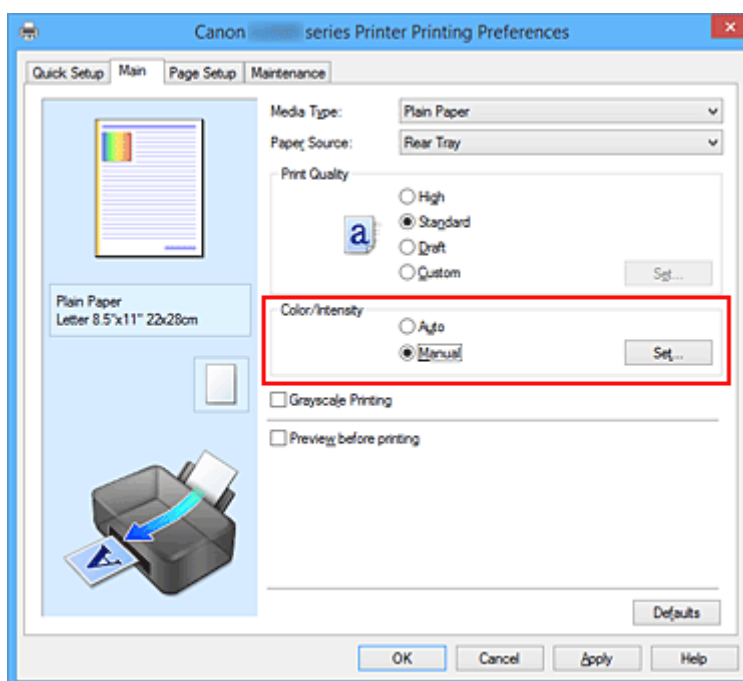 Canon series Printer Printing Preferences
Quick Setup Main Page Setup Maintenance
Media Type: Plain Paper
Paper Source: Rear Tray
Print Quality
High
Standard
Draft
Custom Set...
Color/Intensity
Auto
Manual Set...
Plain Paper
Letter 8.5"x11" 22x28cm
Grayscale Printing
Preview before printing
a
A
Defaults
OK Cancel Apply Help